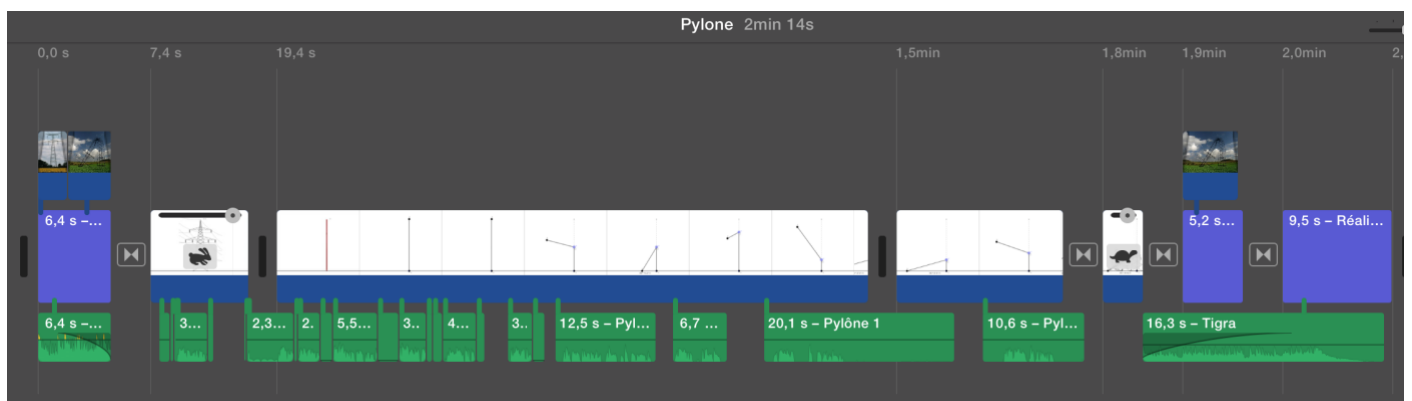 Pylone 2min 14s
0,0 s 7,4 s 19,4 s 1,5min 1,8min 1,9min 2,0min 2,
6,4 s –... 5,2 s... 9,5 s – Réali...
6,4 s –... 3... 2,3... 2. 5,5... 3.. 4... 3.. 12,5 s – Pyl... 6,7 ... 20,1 s – Pylône 1 10,6 s – Pyl... 16,3 s – Tigra